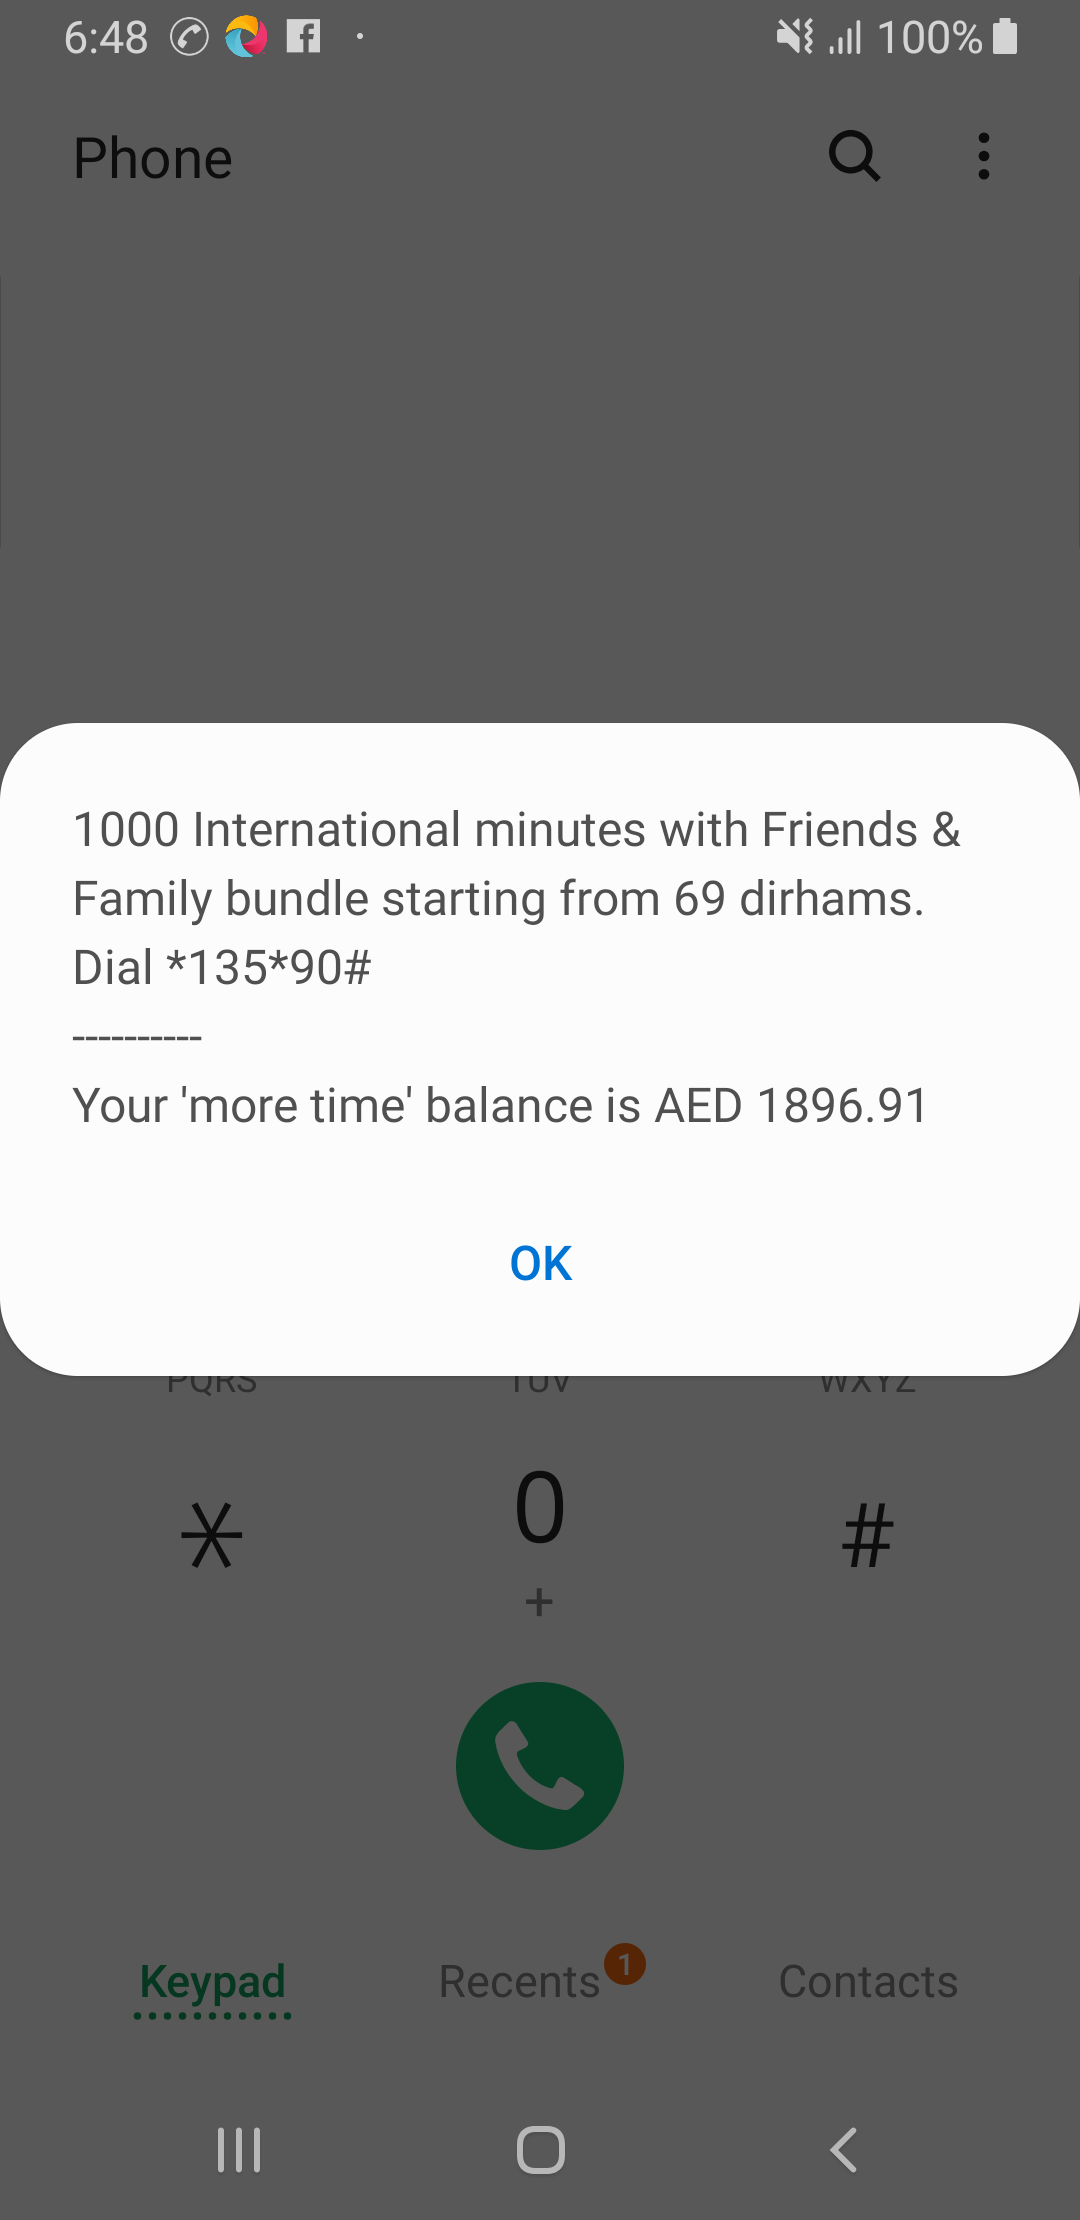 6:48
100%
Phone
1000 International minutes with Friends &
Family bundle starting from 69 dirhams.
Dial *135*90#
----------
Your 'more time' balance is AED 1896.91
OK
PQRS TUV WXYZ
* 0 #
+
Keypad Recents 1 Contacts